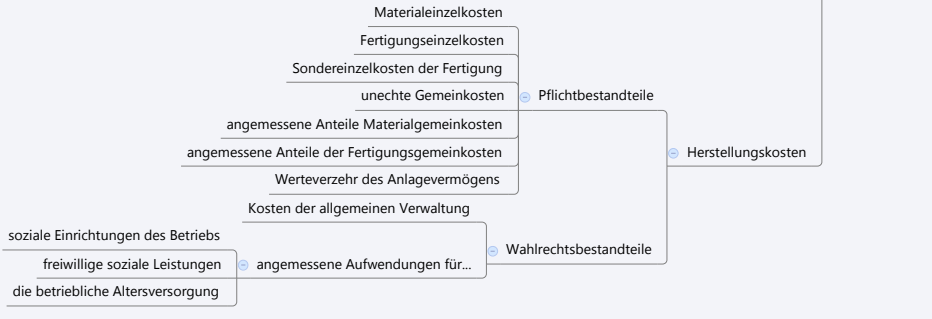 Materialeinzelkosten
Fertigungseinzelkosten
Sondereinzelkosten der Fertigung
unechte Gemeinkosten
Pflichtbestandteile
angemessene Anteile Materialgemeinkosten
angemessene Anteile der Fertigungsgemeinkosten
Herstellungskosten
Werteverzehr des Anlagevermögens
Kosten der allgemeinen Verwaltung
soziale Einrichtungen des Betriebs
Wahlrechtsbestandteile
freiwillige soziale Leistungen
angemessene Aufwendungen für...
die betriebliche Altersversorgung